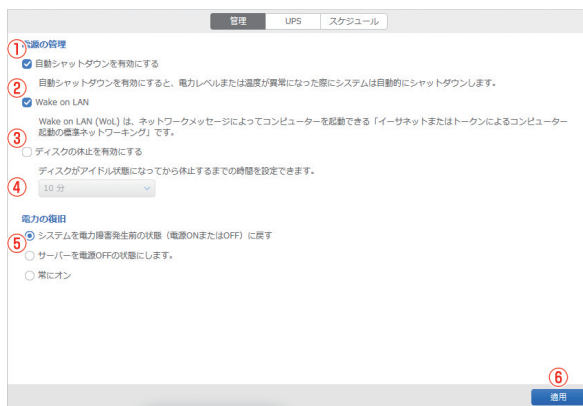 管理 UPS スケジュール
① 電源の管理
自動シャットダウンを有効にする
② 自動シャットダウンを有効にすると、電力レベルまたは温度が異常になった際にシステムは自動的にシャットダウンします。
Wake on LAN
Wake on LAN (WoL) は、ネットワークメッセージによってコンピューターを起動できる「イーサネットまたはトークンによるコンピューター
③ 起動の標準ネットワーキング」です。
ディスクの休止を有効にする
ディスクがアイドル状態になってから休止するまでの時間を設定できます。
④ 10 分
電力の復旧
⑤ システムを電力障害発生前の状態（電源ONまたはOFF）に戻す
サーバーを電源OFFの状態にします。
常にオン
⑥
適用